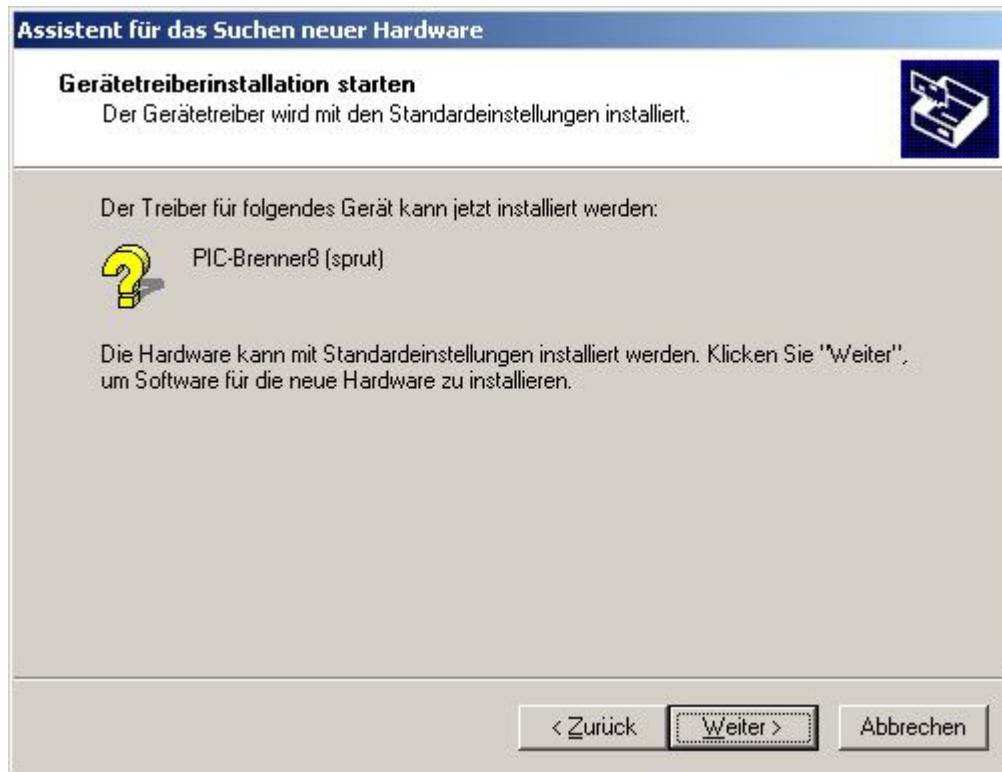 Assistent für das Suchen neuer Hardware
Gerätetreiberinstallation starten
Der Gerätetreiber wird mit den Standardeinstellungen installiert.
Der Treiber für folgendes Gerät kann jetzt installiert werden:
PIC-Brenner8 (sprut)
Die Hardware kann mit Standardeinstellungen installiert werden. Klicken Sie "Weiter",
um Software für die neue Hardware zu installieren.
< Zurück Weiter > Abbrechen